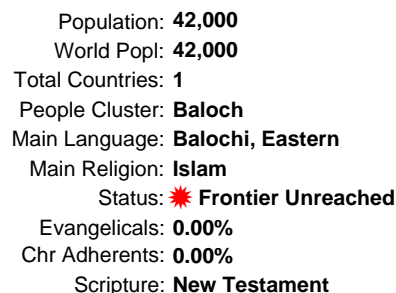 Population: 42,000
World Popl: 42,000
Total Countries: 1
People Cluster: Baloch
Main Language: Balochi, Eastern
Main Religion: Islam
Status: Frontier Unreached
Evangelicals: 0.00%
Chr Adherents: 0.00%
Scripture: New Testament